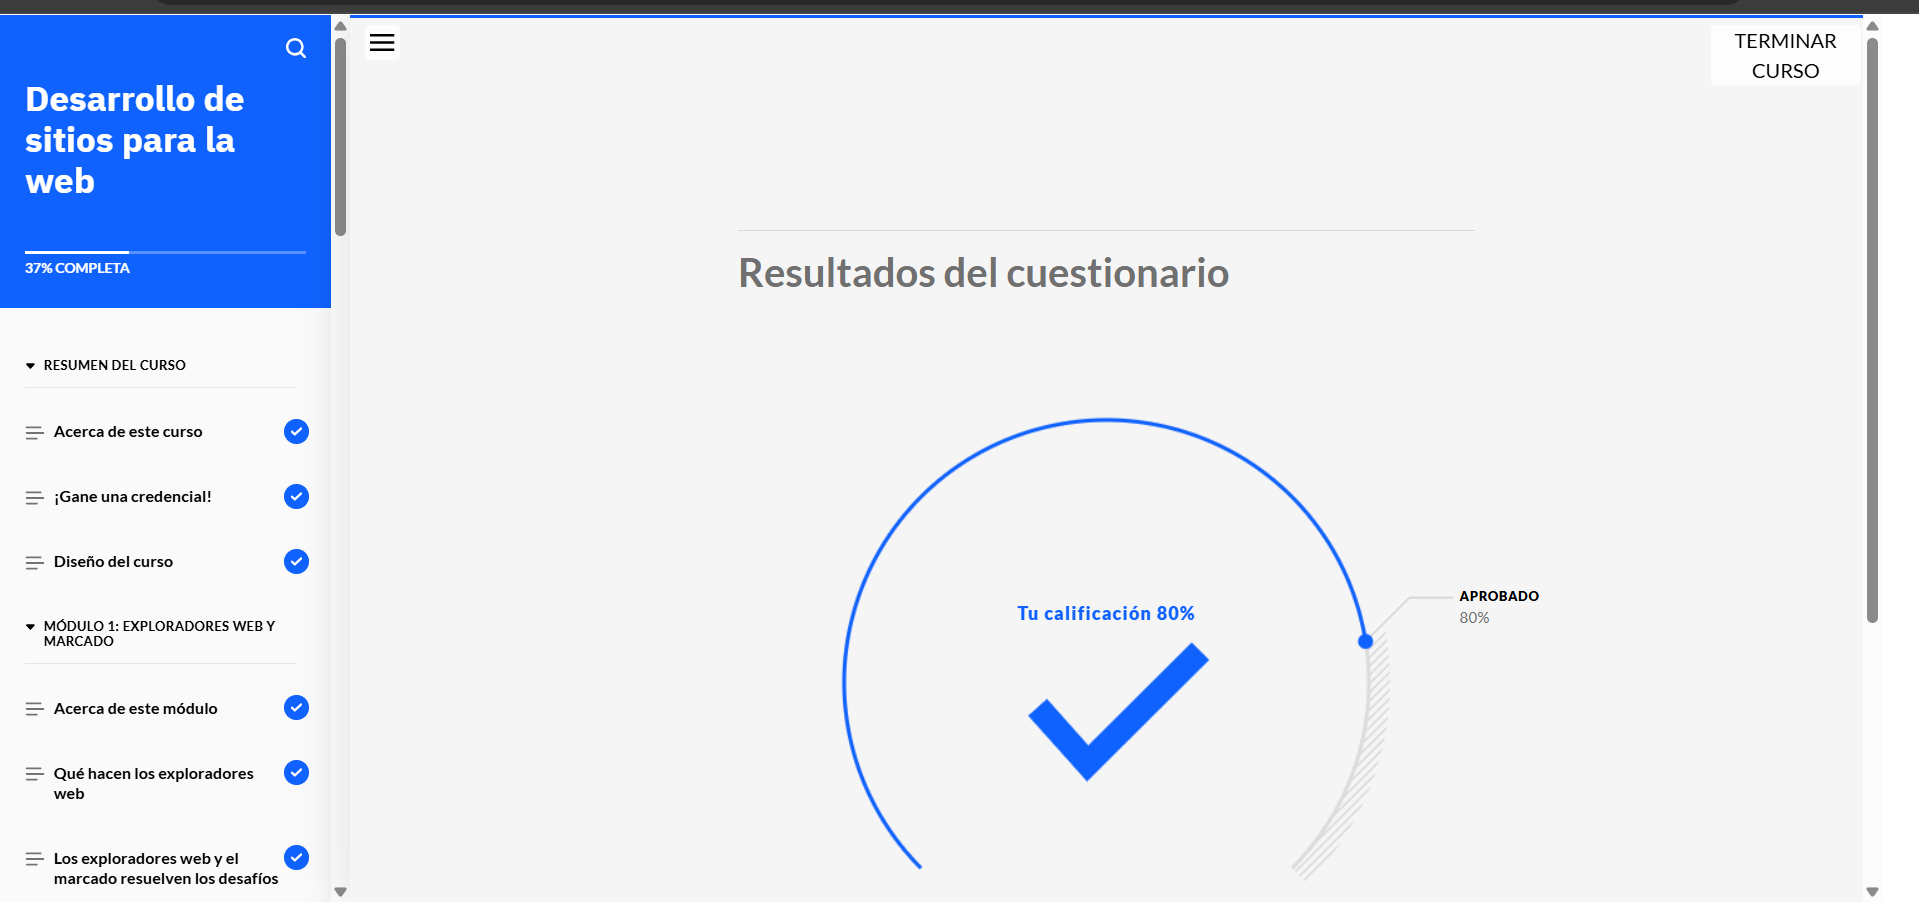 Desarrollo de
sitios para la
web
37% COMPLETA
RESUMEN DEL CURSO
Acerca de este curso
¡Gane una credencial!
Diseño del curso
MÓDULO 1: EXPLORADORES WEB Y
MARCADO
Acerca de este módulo
Qué hacen los exploradores
web
Los exploradores web y el
marcado resuelven los desafíos
TERMINAR
CURSO
Resultados del cuestionario
Tu calificación 80%
APROBADO
80%